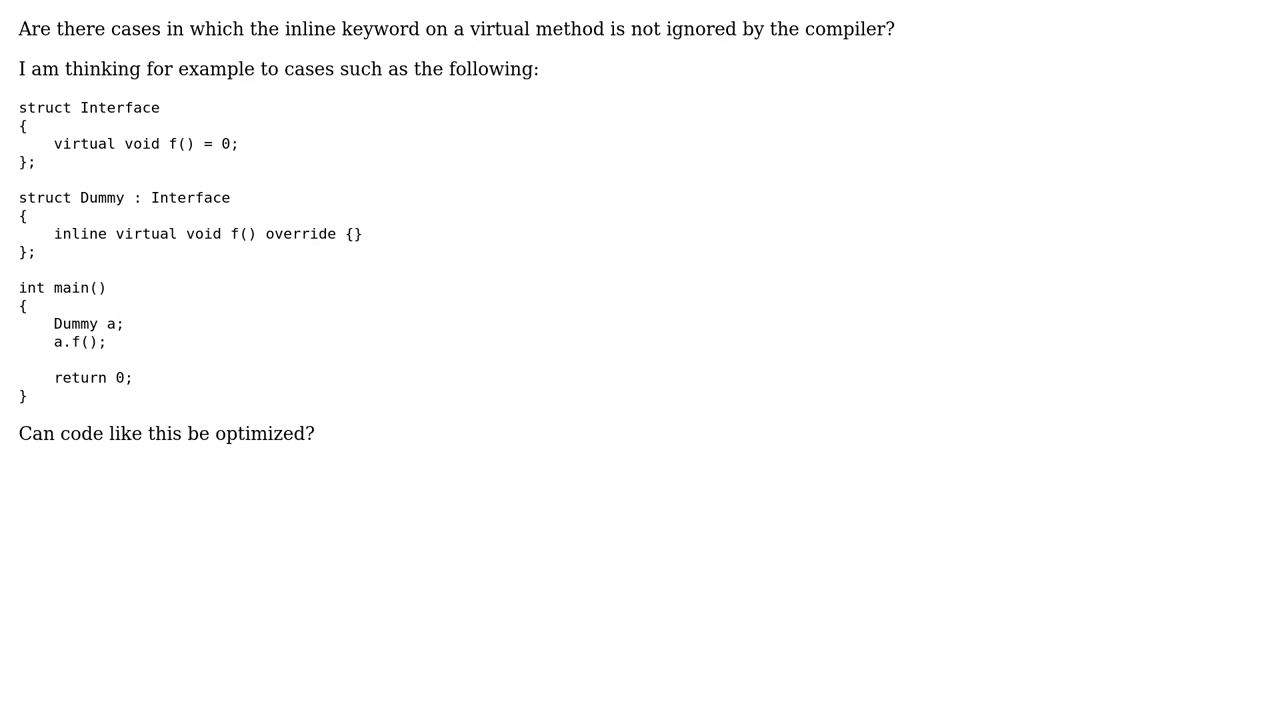 Are there cases in which the inline keyword on a virtual method is not ignored by the compiler?
I am thinking for example to cases such as the following:
struct Interface
{
    virtual void f() = 0;
};
struct Dummy : Interface
{
    inline virtual void f() override {}
};
int main()
{
    Dummy a;
    a.f();
    return 0;
}
Can code like this be optimized?